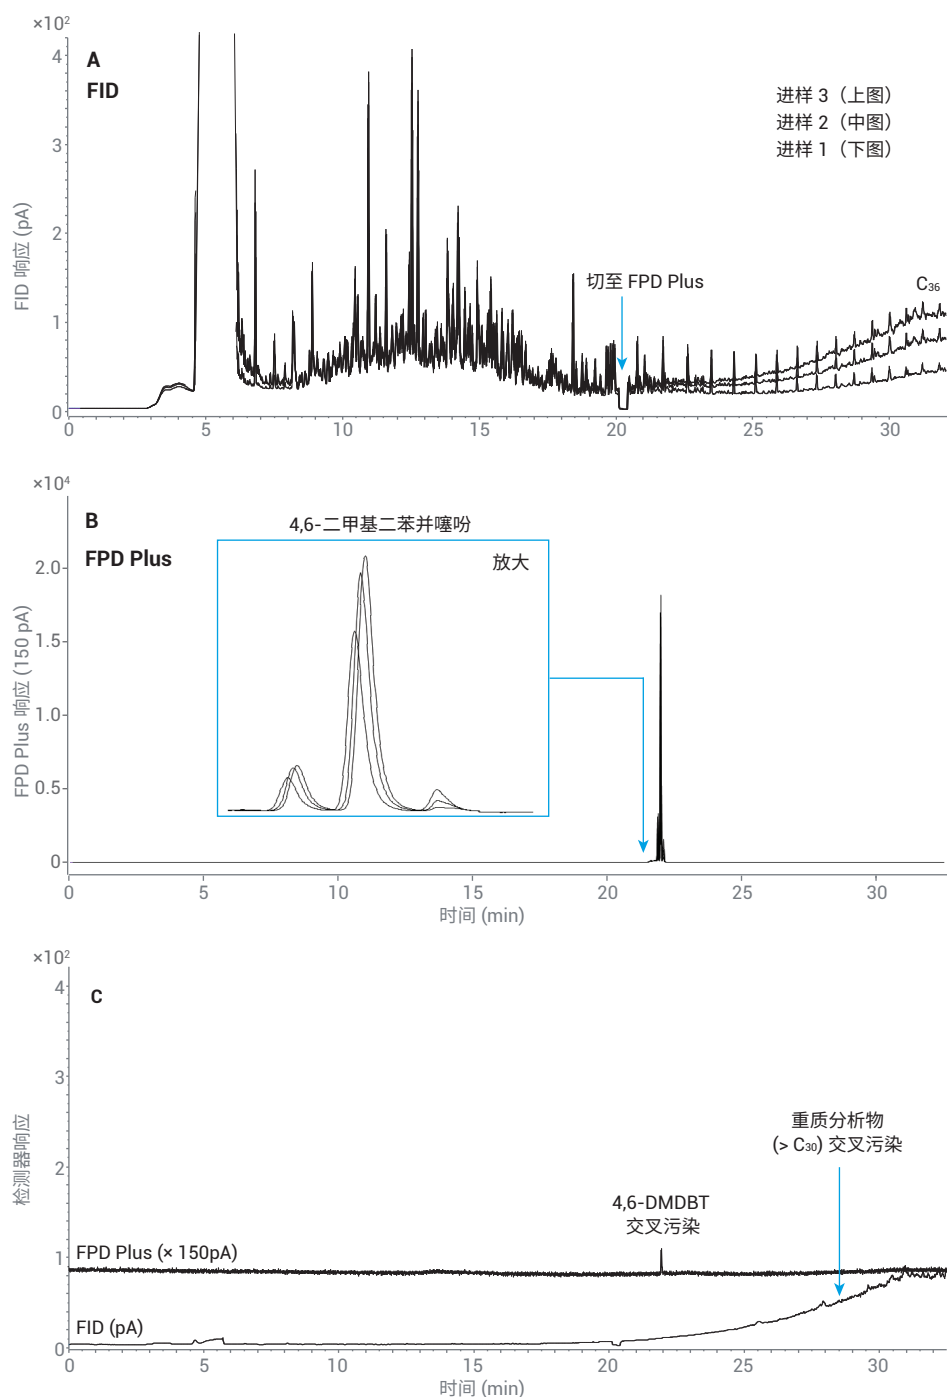 ×10²
A
FID
进样 3（上图）
进样 2（中图）
进样 1（下图）
切至 FPD Plus
C₃₆
FID 响应 (pA)
4
3
2
1
0
0 5 10 15 20 25 30
×10⁴
B
FPD Plus
4,6-二甲基二苯并噻吩
放大
FPD Plus 响应 (150 pA)
2.0
1.5
1.0
0.5
0
0 5 10 15 20 25 30
时间 (min)
×10²
C
检测器响应
4
3
2
1
0
重质分析物
(> C₃₀) 交叉污染
4,6-DMDBT
交叉污染
FPD Plus (× 150pA)
FID (pA)
0 5 10 15 20 25 30
时间 (min)